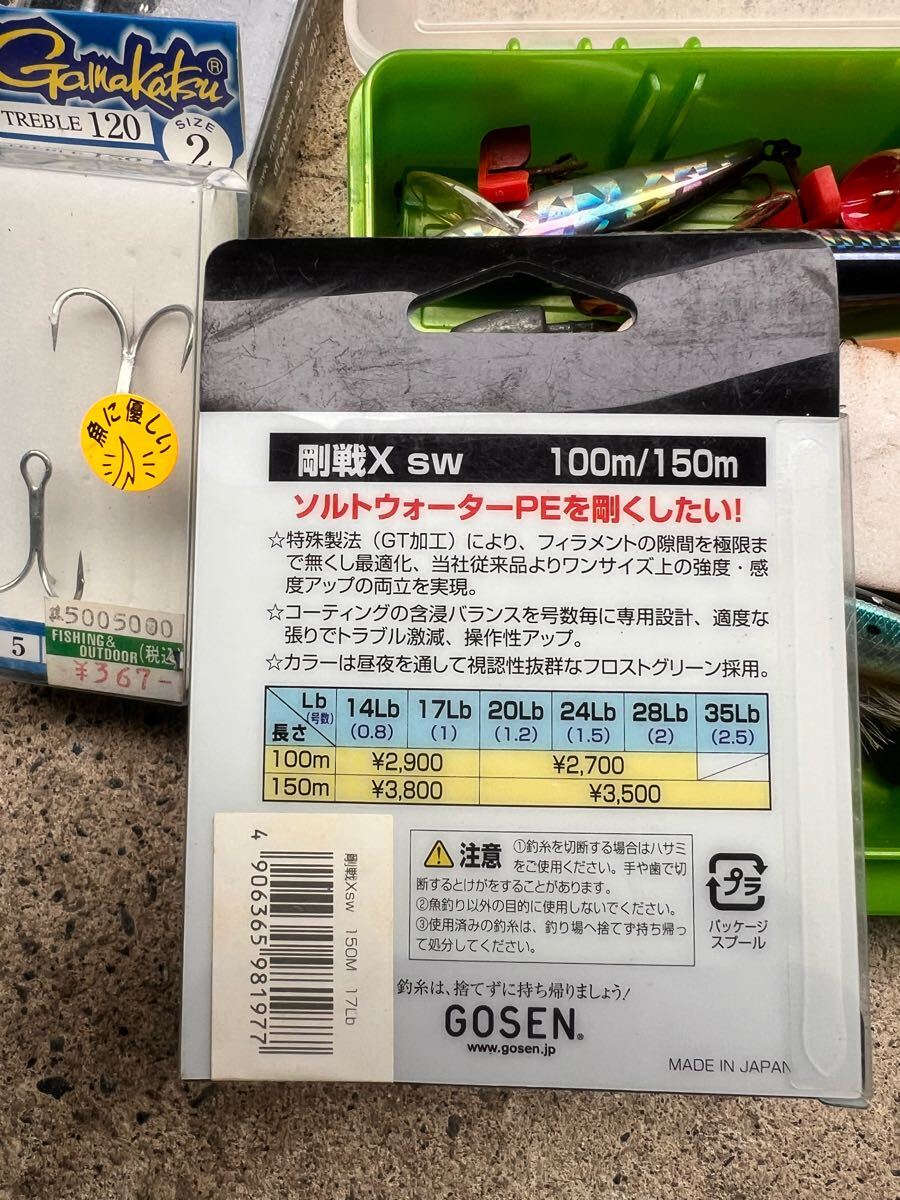 Gamakatsu®
TREBLE 120
SIZE
2
魚に優しい
5005000
FISHING&
OUTDOOR(税込
¥367-
5
剛戦X SW 100m/150m
ソルトウォーターPEを剛くしたい!
☆特殊製法（GT加工）により、フィラメントの隙間を極限ま
で無くし最適化、当社従来品よりワンサイズ上の強度・感
度アップの両立を実現。
☆コーティングの含浸バランスを号数毎に専用設計、適度な
張りでトラブル激減、操作性アップ。
☆カラーは昼夜を通して視認性抜群なフロストグリーン採用。
Lb(号数) 14Lb 17Lb 20Lb 24Lb 28Lb 35Lb
長さ (0.8) (1) (1.2) (1.5) (2) (2.5)
100m ¥2,900 ¥2,700
150m ¥3,800 ¥3,500
剛戦Xsw 150M 17Lb
4 906365 981977
注意 ①釣糸を切断する場合はハサミ
をご使用ください。手や歯で切
断するとけがをすることがあります。
②魚釣り以外の目的に使用しないでください。
③使用済みの釣糸は、釣り場へ捨てず持ち帰っ
て処分してください。
プラ
パッケージ
スプール
釣糸は、捨てずに持ち帰りましょう!
GOSEN®
www.gosen.jp
MADE IN JAPAN